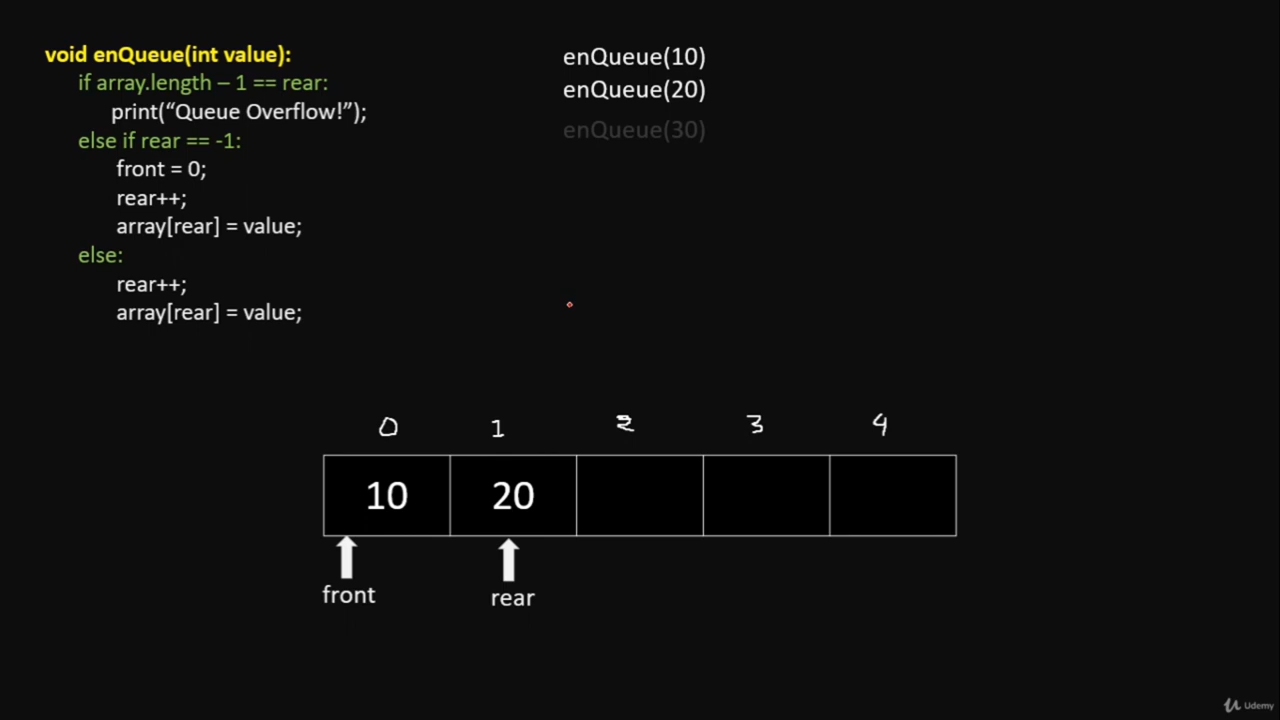 void enQueue(int value):
if array.length – 1 == rear:
print(“Queue Overflow!”);
else if rear == -1:
front = 0;
rear++;
array[rear] = value;
else:
rear++;
array[rear] = value;
enQueue(10)
enQueue(20)
enQueue(30)
0 1 2 3 4
10 20
front rear
Udemy